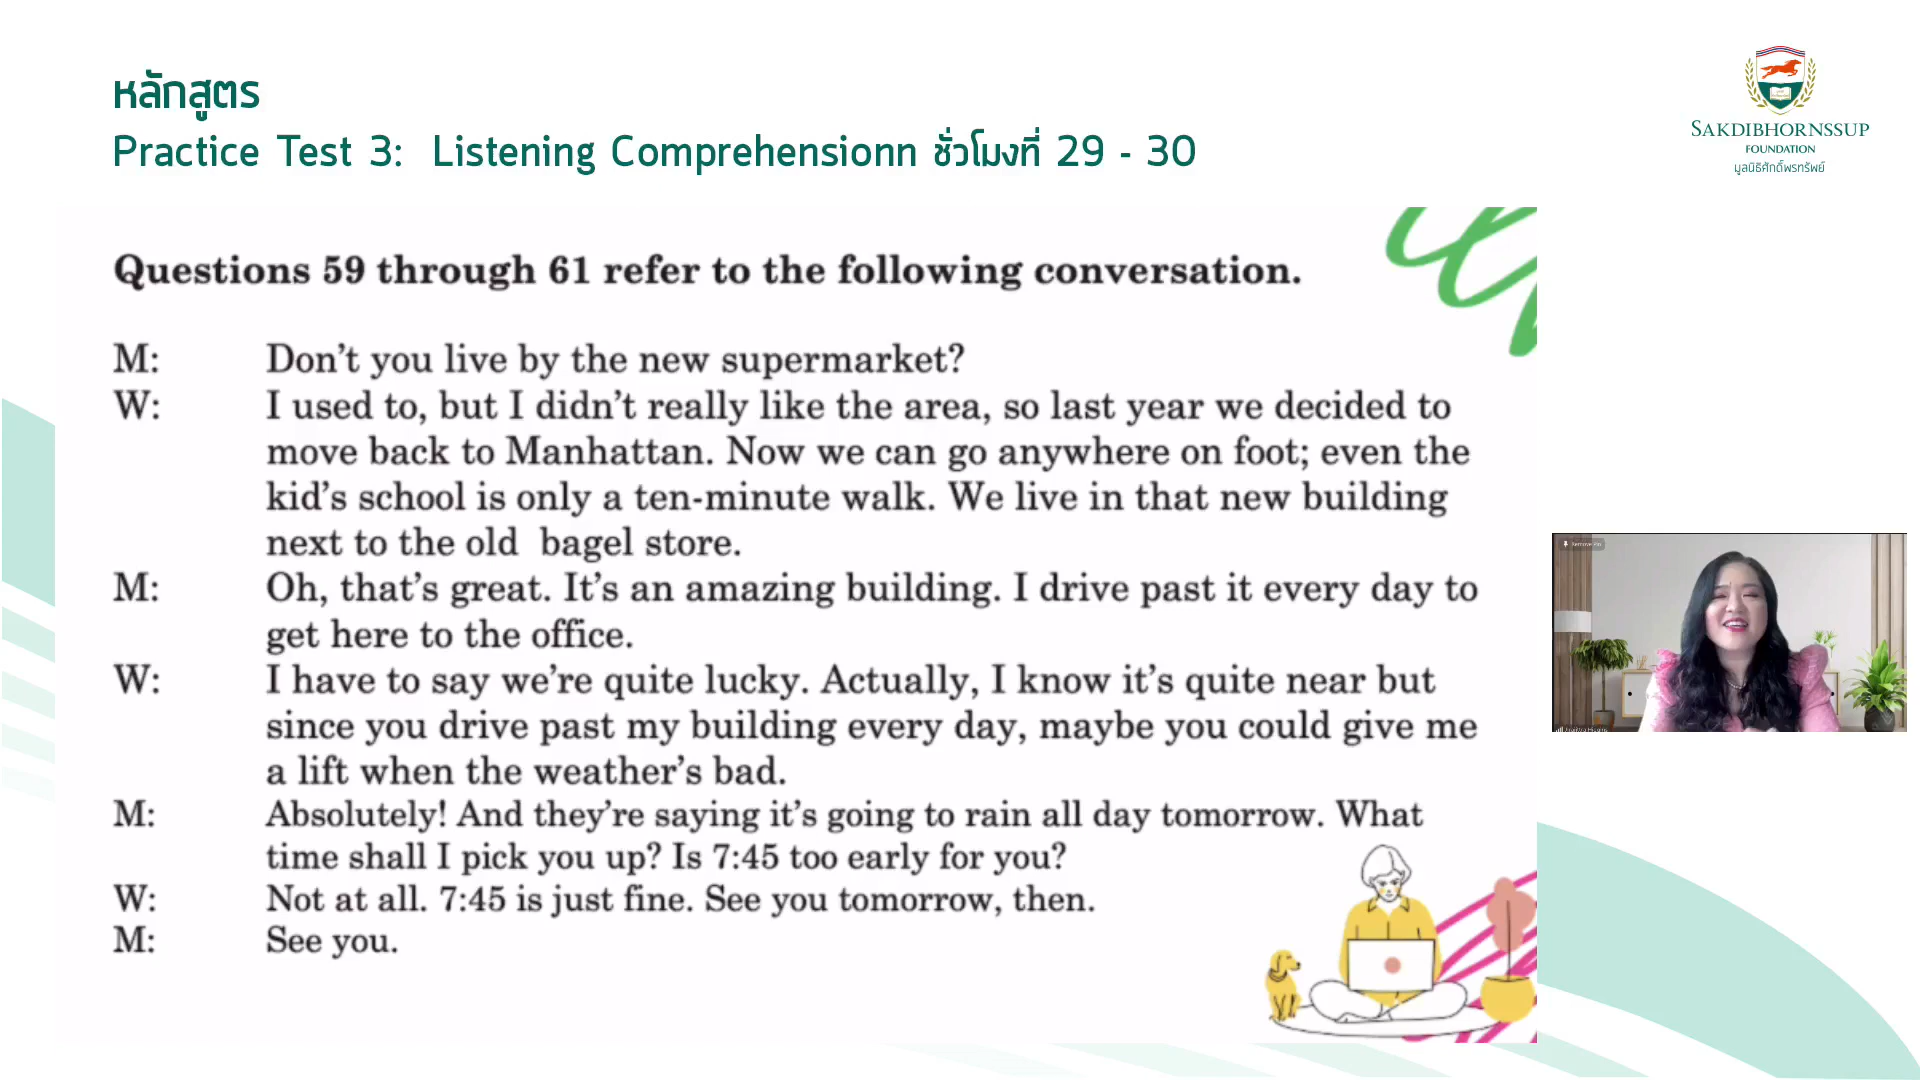 หลักสูตร
Practice Test 3: Listening Comprehensionn ชั่วโมงที่ 29 - 30
SAKDIBHORNSSUP
FOUNDATION
มูลนิธิศักดิ์พรทรัพย์
Questions 59 through 61 refer to the following conversation.
M: Don't you live by the new supermarket?
W: I used to, but I didn't really like the area, so last year we decided to
move back to Manhattan. Now we can go anywhere on foot; even the
kid's school is only a ten-minute walk. We live in that new building
next to the old bagel store.
M: Oh, that's great. It's an amazing building. I drive past it every day to
get here to the office.
W: I have to say we're quite lucky. Actually, I know it's quite near but
since you drive past my building every day, maybe you could give me
a lift when the weather's bad.
M: Absolutely! And they're saying it's going to rain all day tomorrow. What
time shall I pick you up? Is 7:45 too early for you?
W: Not at all. 7:45 is just fine. See you tomorrow, then.
M: See you.
Remove Pin